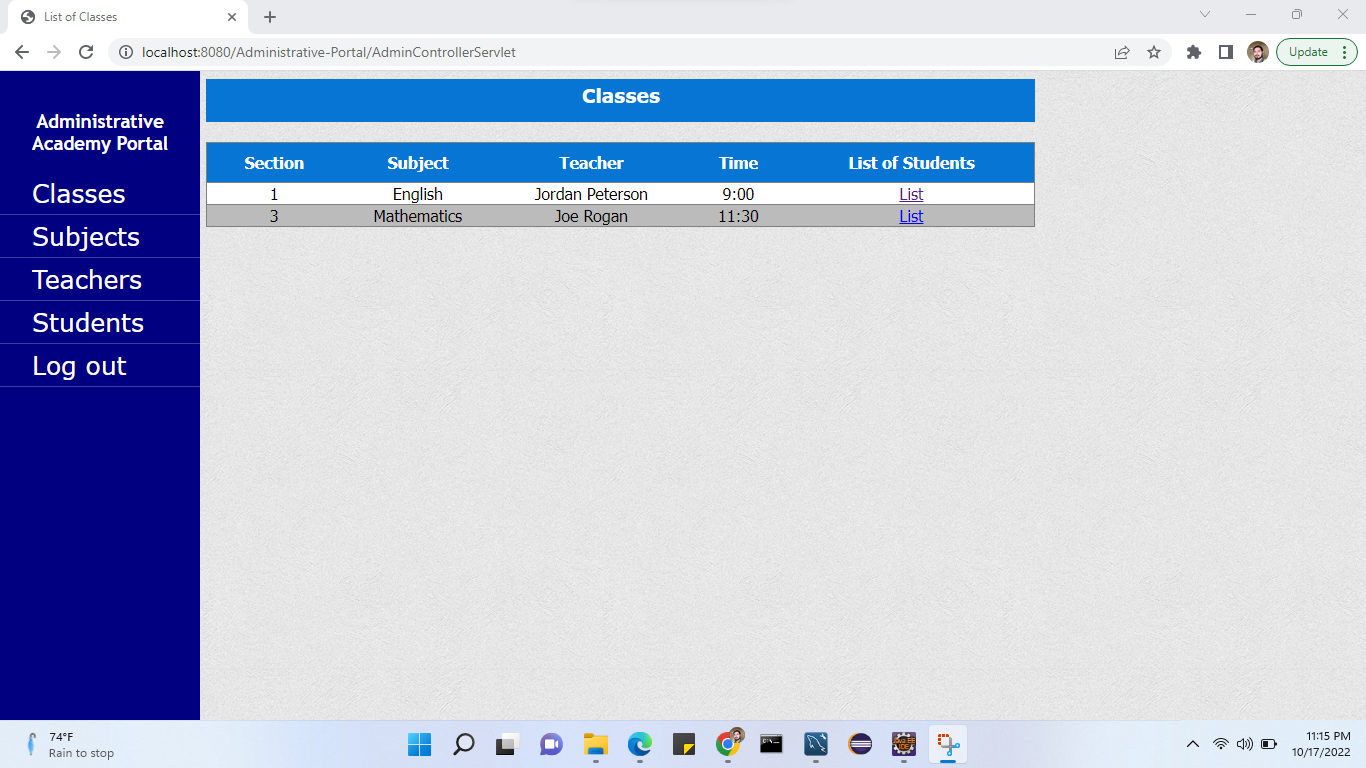 List of Classes
localhost:8080/Administrative-Portal/AdminControllerServlet
Update
Administrative
Academy Portal
Classes
Subjects
Teachers
Students
Log out
Classes
Section Subject Teacher Time List of Students
1 English Jordan Peterson 9:00 List
3 Mathematics Joe Rogan 11:30 List
74°F
Rain to stop
11:15 PM
10/17/2022